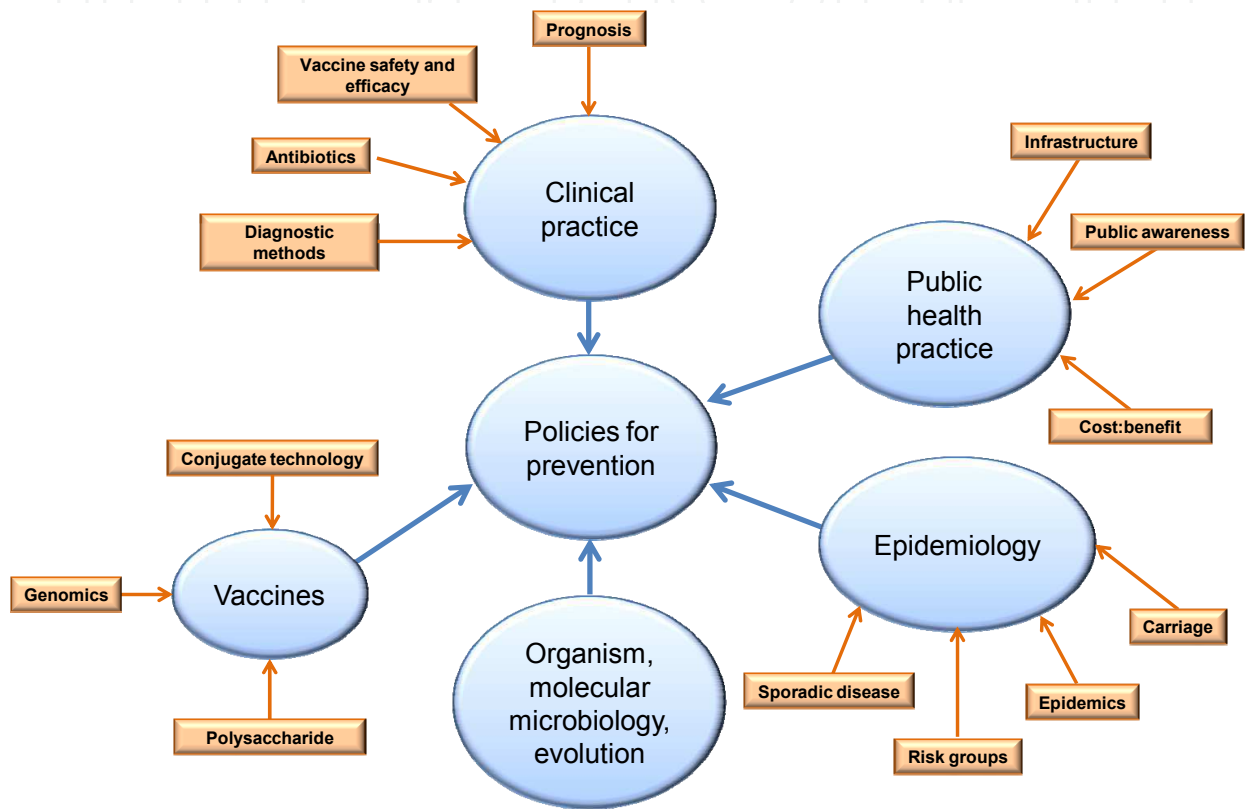 Prognosis
Vaccine safety and
efficacy
Antibiotics
Diagnostic
methods
Clinical
practice
Infrastructure
Public awareness
Public
health
practice
Cost:benefit
Policies for
prevention
Conjugate technology
Genomics
Vaccines
Polysaccharide
Organism,
molecular
microbiology,
evolution
Epidemiology
Carriage
Sporadic disease
Epidemics
Risk groups